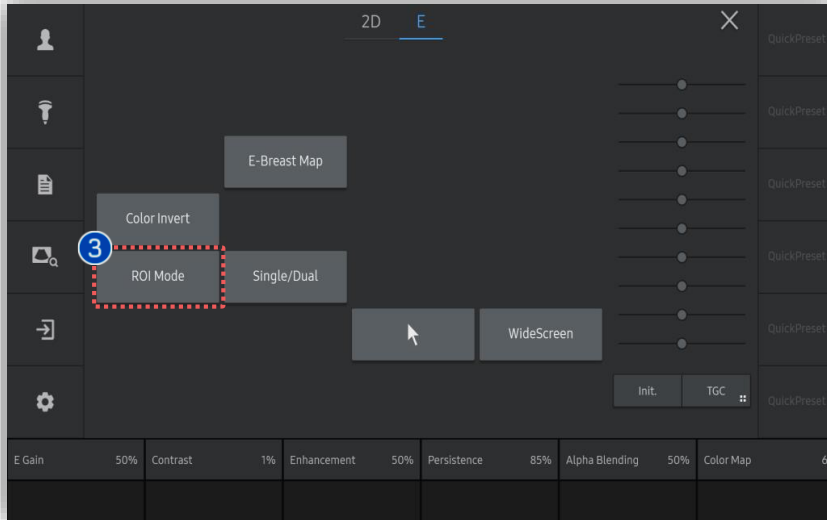 2D E
QuickPreset
QuickPreset
E-Breast Map
QuickPreset
Color Invert
3
ROI Mode Single/Dual
QuickPreset
WideScreen
QuickPreset
Init. TGC
QuickPreset
E Gain 50% Contrast 1% Enhancement 50% Persistence 85% Alpha Blending 50% Color Map 6